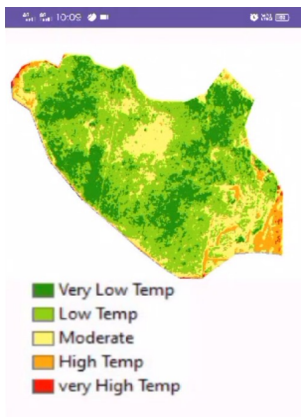 10:09
Very Low Temp
Low Temp
Moderate
High Temp
very High Temp